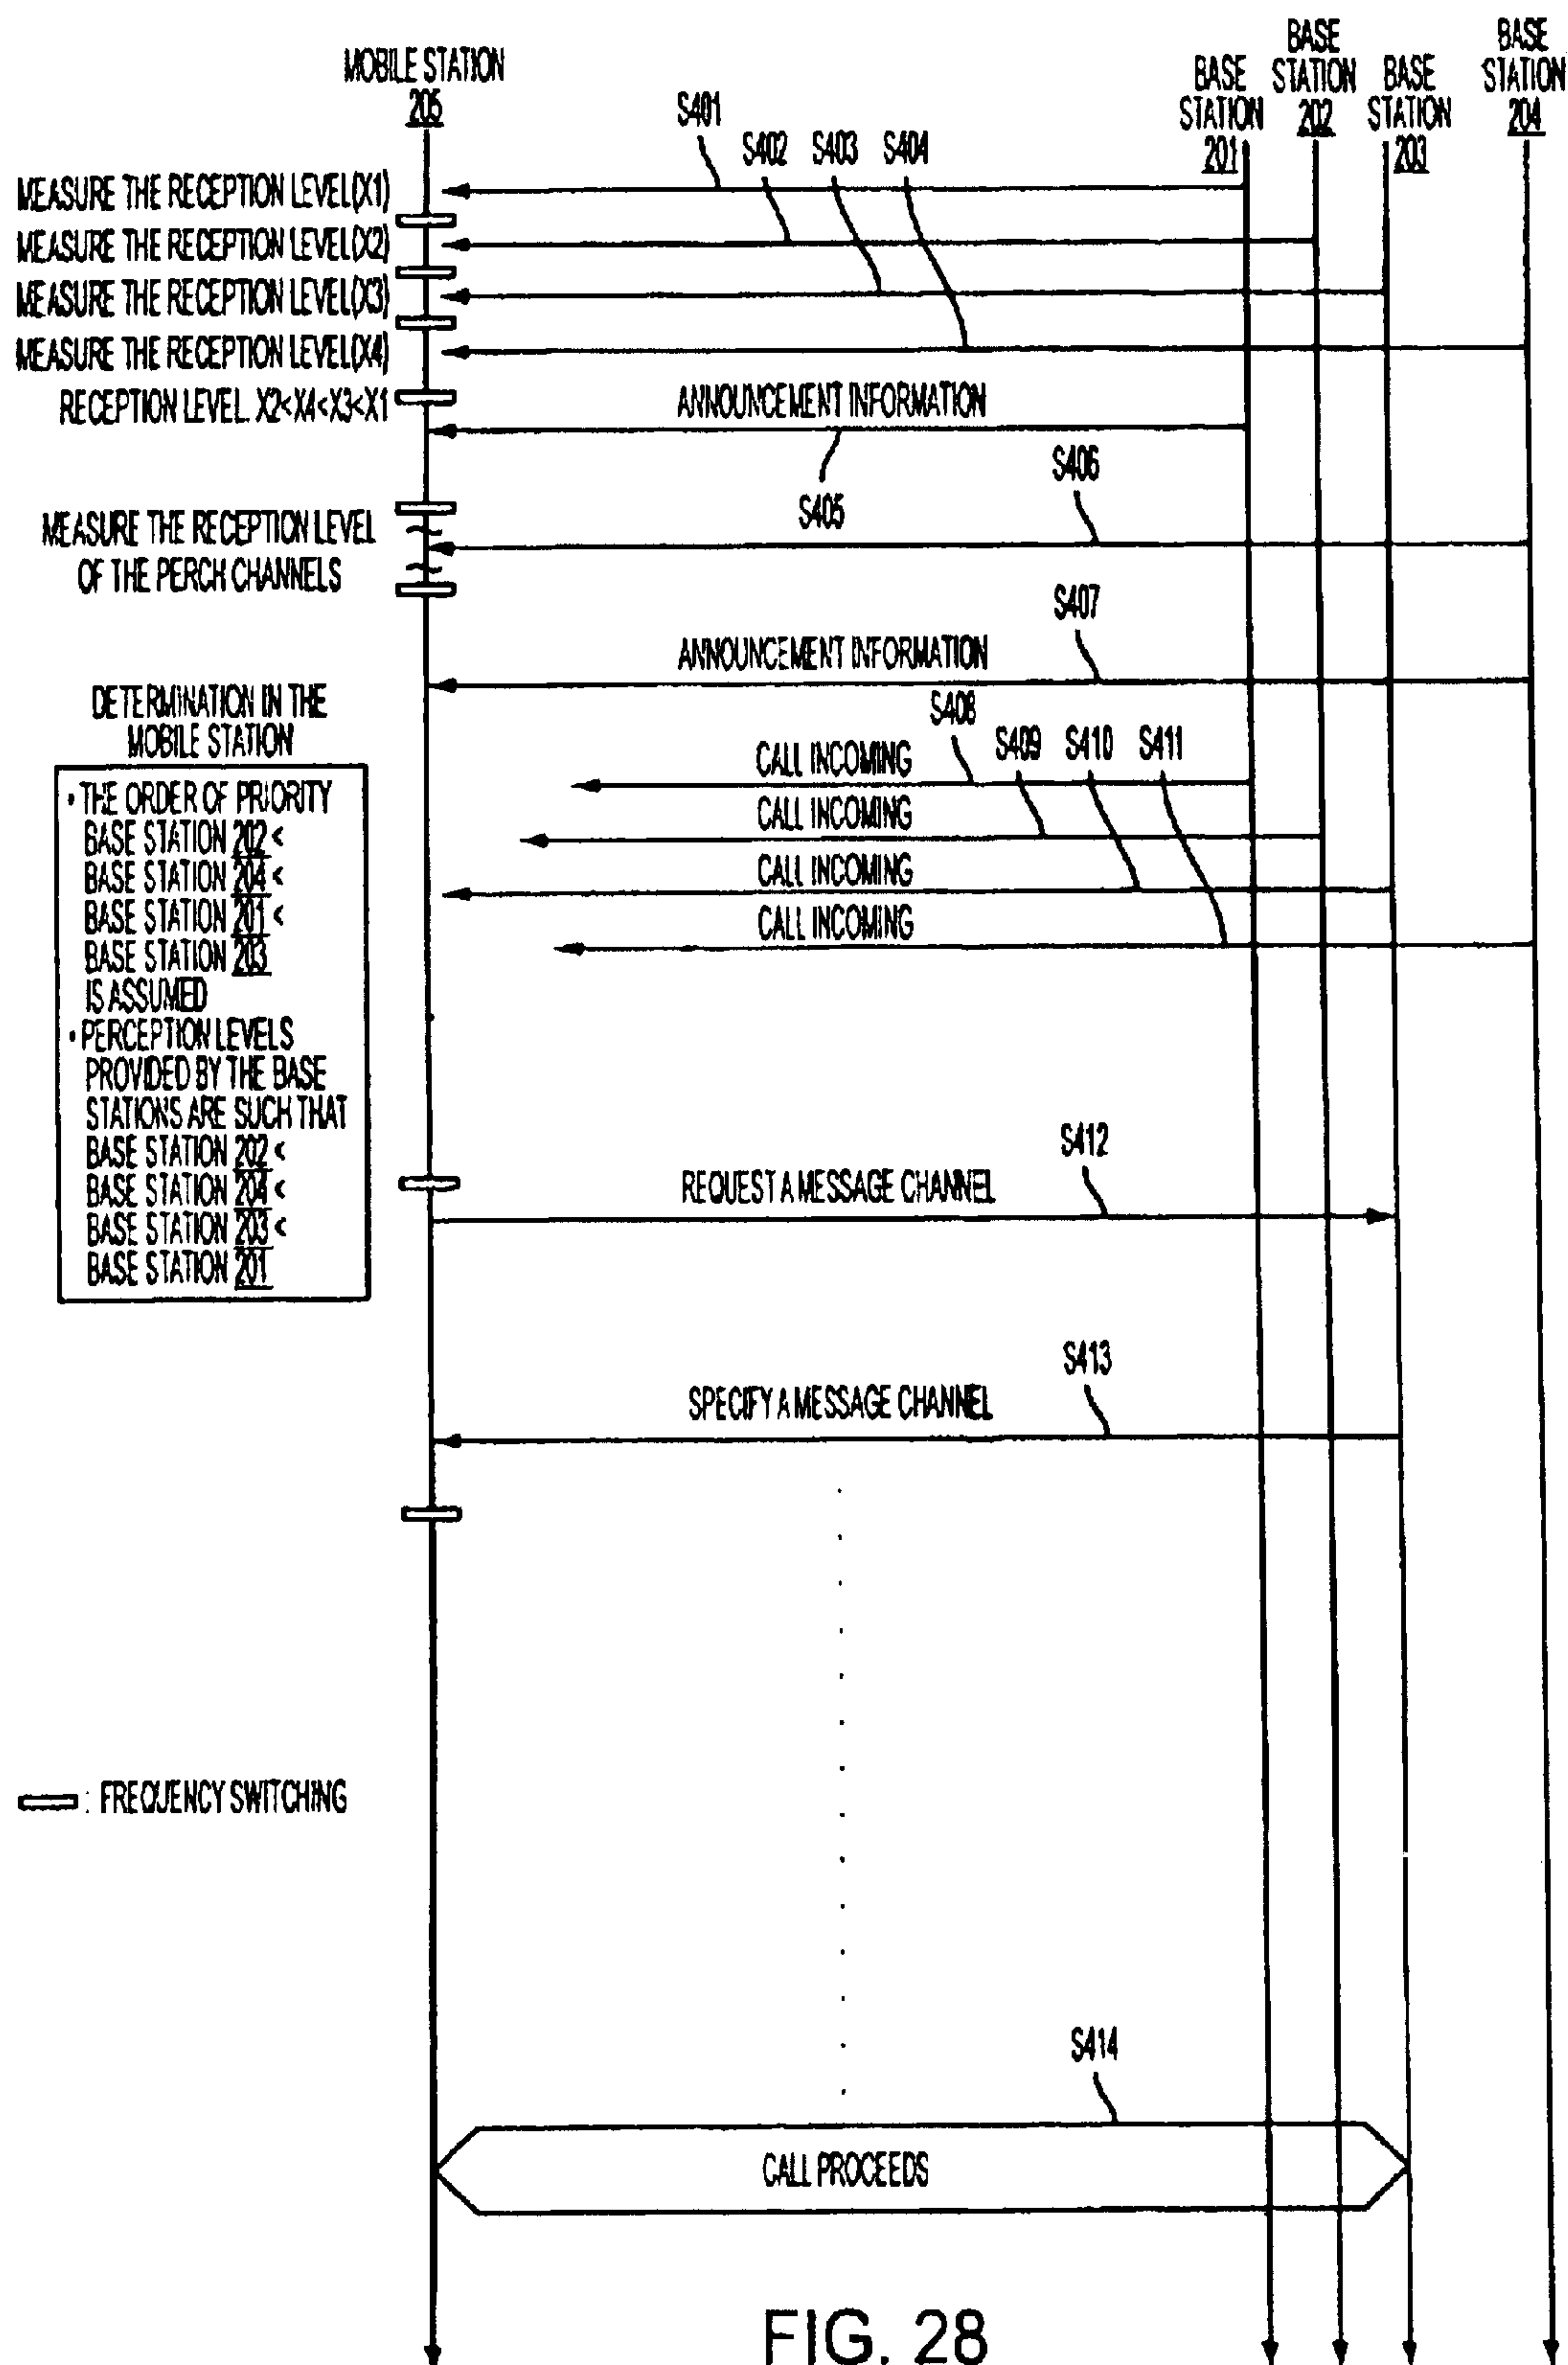 MOBILE STATION
205
BASE
STATION
201
BASE
STATION
202
BASE
STATION
203
BASE
STATION
204
S401
S402 S403 S404
MEASURE THE RECEPTION LEVEL(X1)
MEASURE THE RECEPTION LEVEL(X2)
MEASURE THE RECEPTION LEVEL(X3)
MEASURE THE RECEPTION LEVEL(X4)
RECEPTION LEVEL. X2<X4<X3<X1
ANNOUNCEMENT INFORMATION
S405
S406
MEASURE THE RECEPTION LEVEL
OF THE PERCH CHANNELS
S407
ANNOUNCEMENT INFORMATION
DETERMINATION IN THE
MOBILE STATION
• THE ORDER OF PRIORITY
BASE STATION 202 <
BASE STATION 204 <
BASE STATION 201 <
BASE STATION 203
IS ASSUMED
• PERCEPTION LEVELS
PROVIDED BY THE BASE
STATIONS ARE SUCH THAT
BASE STATION 202 <
BASE STATION 204 <
BASE STATION 203 <
BASE STATION 201
S408
S409 S410 S411
CALL INCOMING
CALL INCOMING
CALL INCOMING
CALL INCOMING
S412
REQUEST A MESSAGE CHANNEL
S413
SPECIFY A MESSAGE CHANNEL
: FREQUENCY SWITCHING
S414
CALL PROCEEDS
FIG. 28